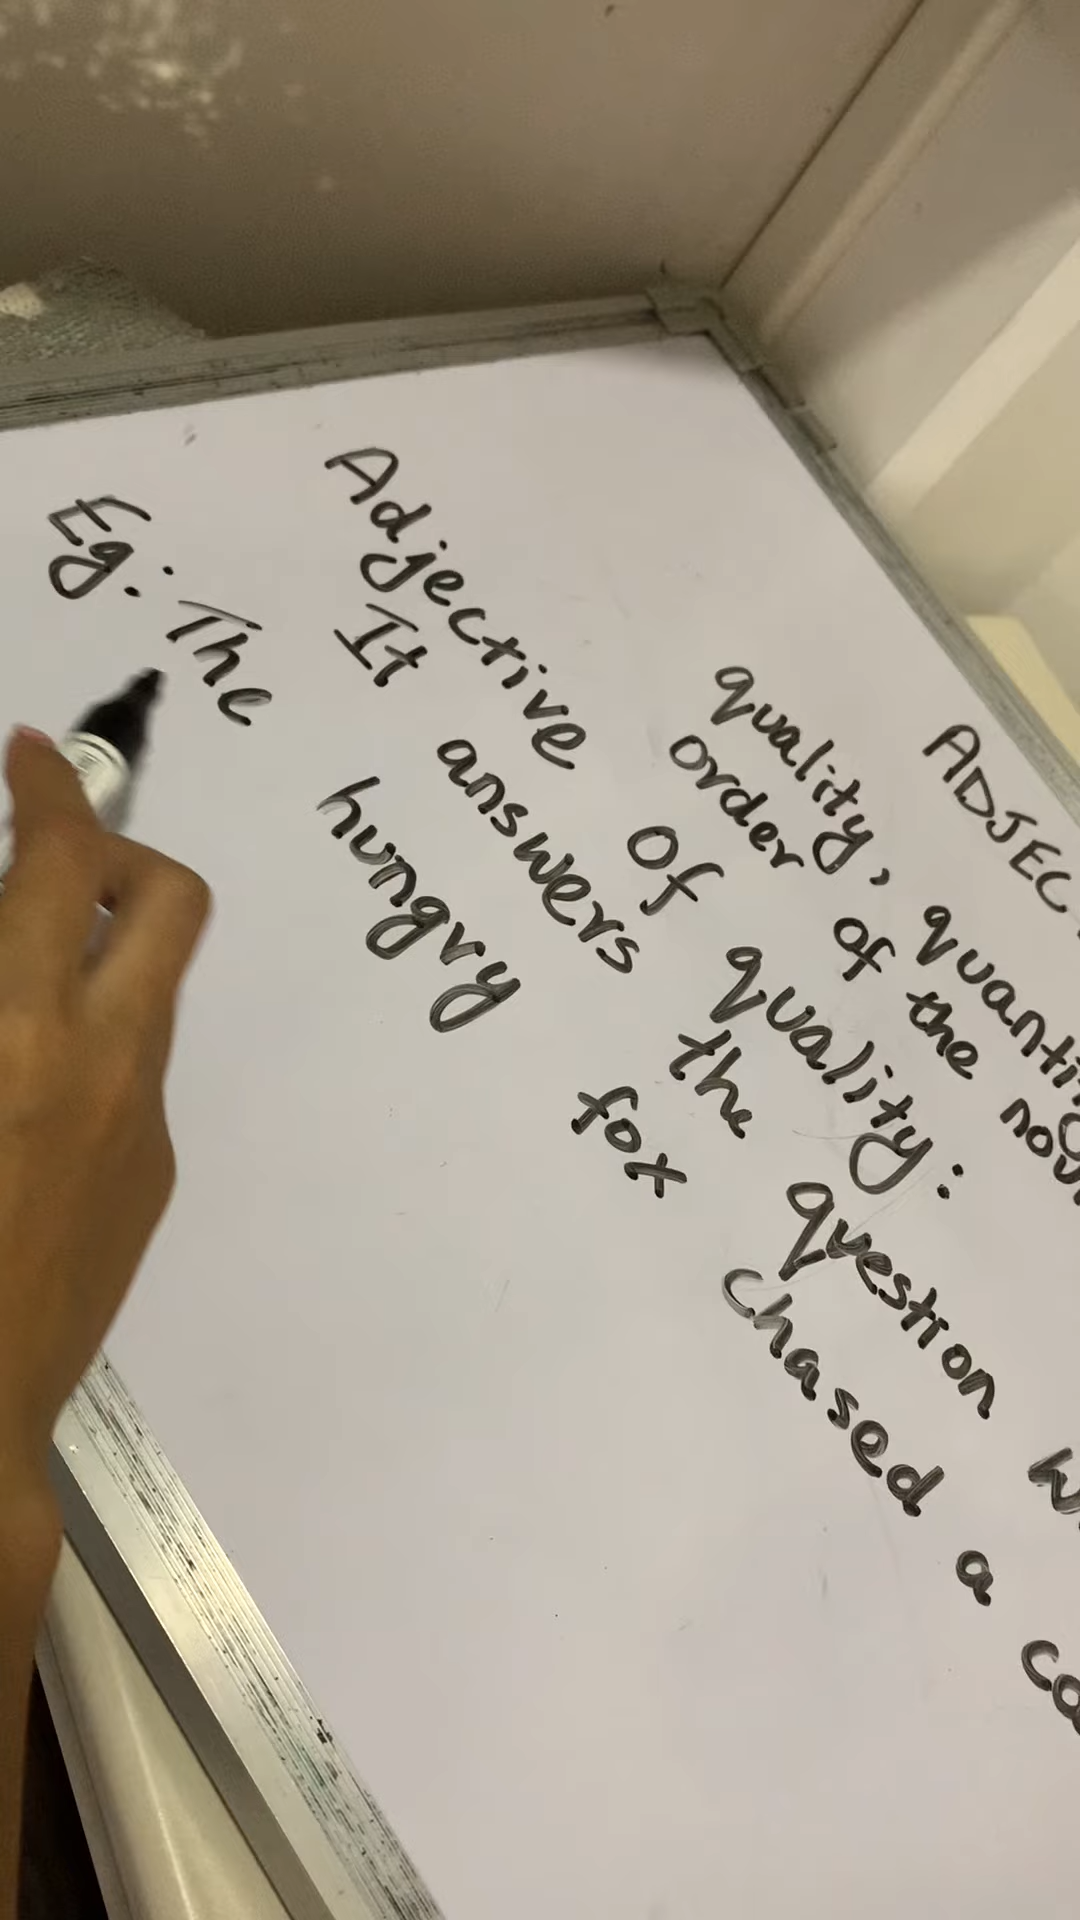 ADJEC
quality, quantit
order of the nou
Adjective of quality:
It answers the question w
Eg: The hungry fox chased a co